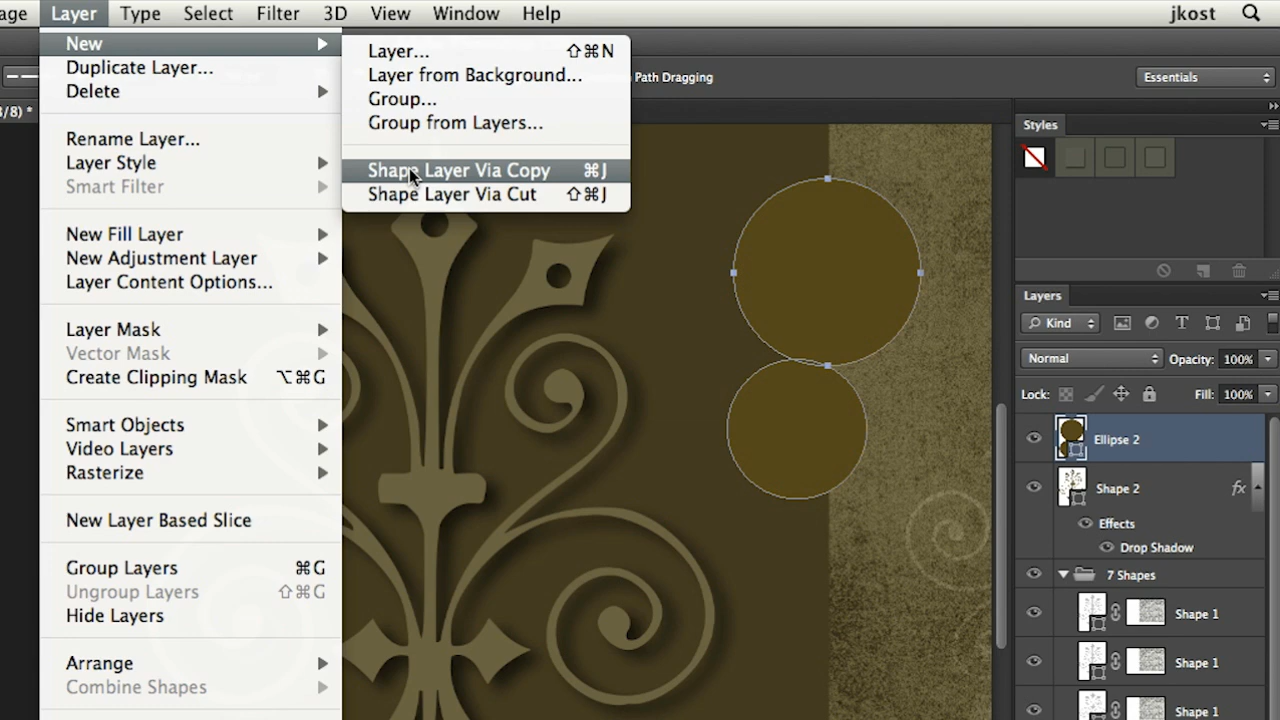 age Layer Type Select Filter 3D View Window Help jkost
New
Duplicate Layer...
Delete
Rename Layer...
Layer Style
Smart Filter
New Fill Layer
New Adjustment Layer
Layer Content Options...
Layer Mask
Vector Mask
Create Clipping Mask ⌥⌘G
Smart Objects
Video Layers
Rasterize
New Layer Based Slice
Group Layers ⌘G
Ungroup Layers ⇧⌘G
Hide Layers
Arrange
Combine Shapes
Layer... ⇧⌘N
Layer from Background...
Group...
Group from Layers...
Shape Layer Via Copy ⌘J
Shape Layer Via Cut ⇧⌘J
Path Dragging
Essentials
/8) *
Styles
Layers
Kind
Normal Opacity: 100%
Lock: Fill: 100%
Ellipse 2
Shape 2 fx
Effects
Drop Shadow
7 Shapes
Shape 1
Shape 1
Shape 1